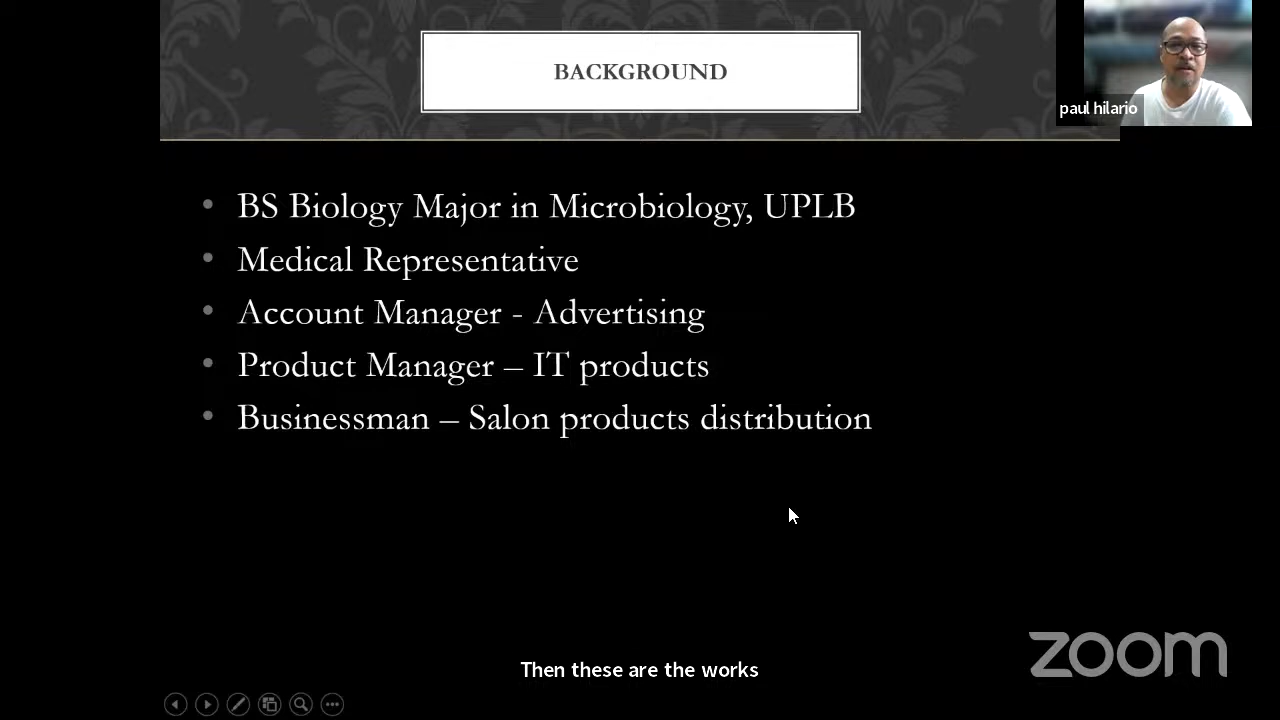 BACKGROUND
paul hilario
• BS Biology Major in Microbiology, UPLB
• Medical Representative
• Account Manager - Advertising
• Product Manager – IT products
• Businessman – Salon products distribution
zoom
Then these are the works